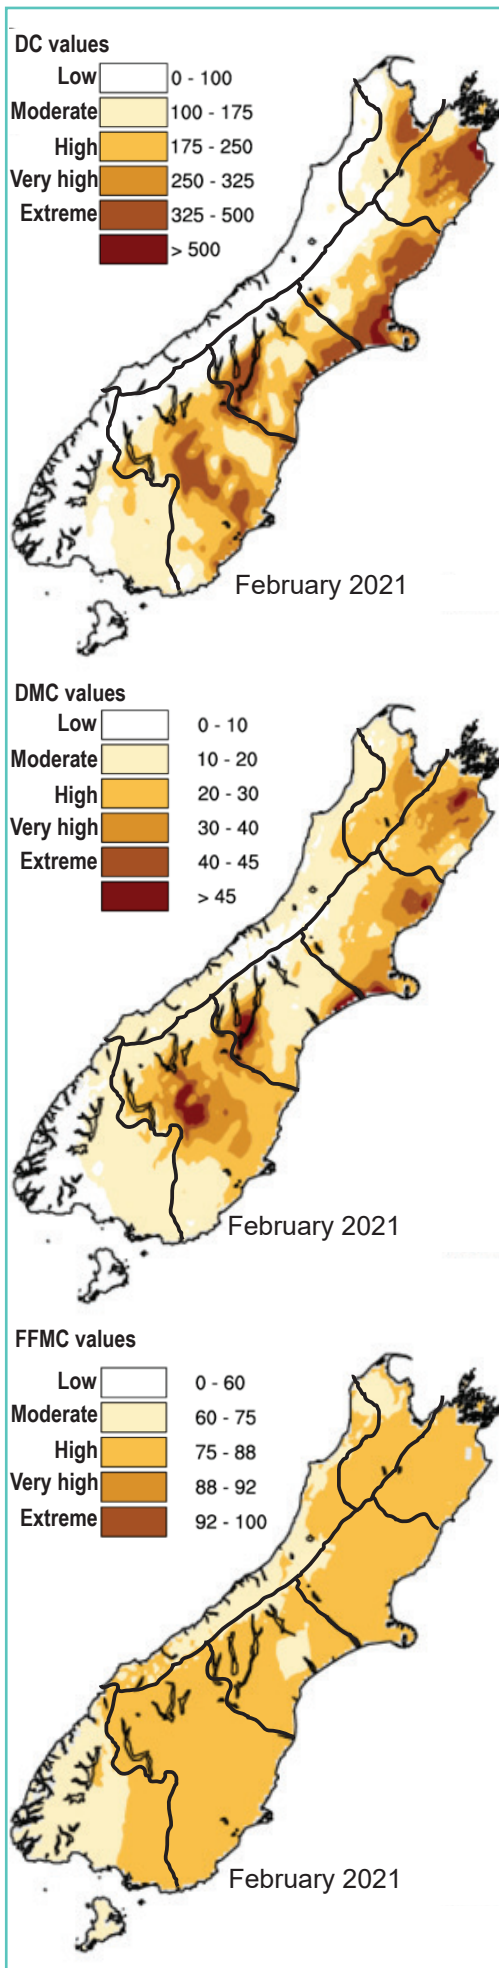 DC values
Low 0 - 100
Moderate 100 - 175
High 175 - 250
Very high 250 - 325
Extreme 325 - 500
> 500
February 2021
DMC values
Low 0 - 10
Moderate 10 - 20
High 20 - 30
Very high 30 - 40
Extreme 40 - 45
> 45
February 2021
FFMC values
Low 0 - 60
Moderate 60 - 75
High 75 - 88
Very high 88 - 92
Extreme 92 - 100
February 2021